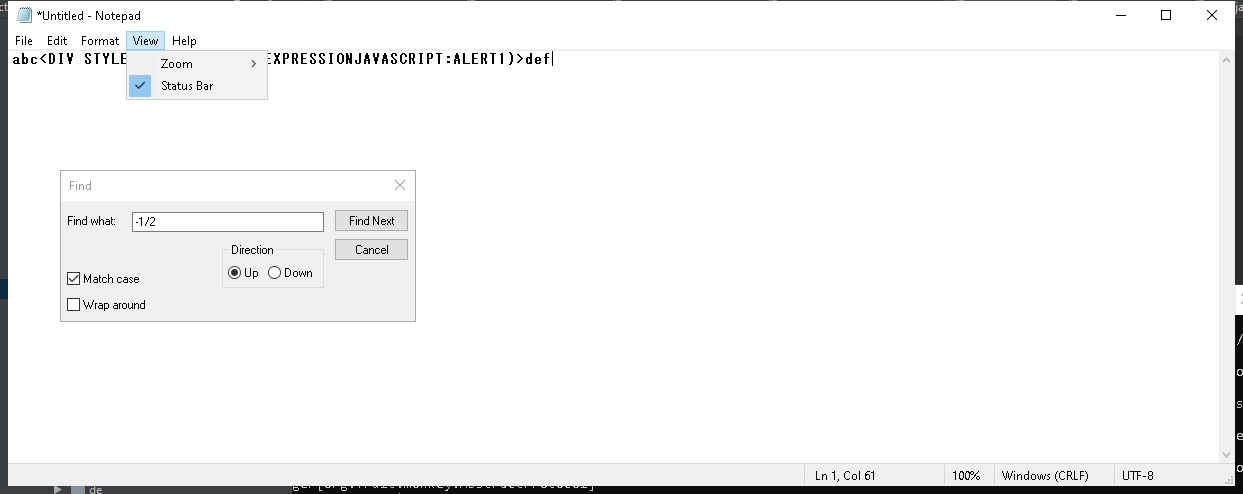 *Untitled - Notepad
File Edit Format View Help
abc<DIV STYLE EXPRESSIONJAVASCRIPT:ALERT1)>def
Zoom
Status Bar
Find
Find what: -1/2 Find Next
Direction Cancel
Up Down
Match case
Wrap around
Ln 1, Col 61 100% Windows (CRLF) UTF-8
de